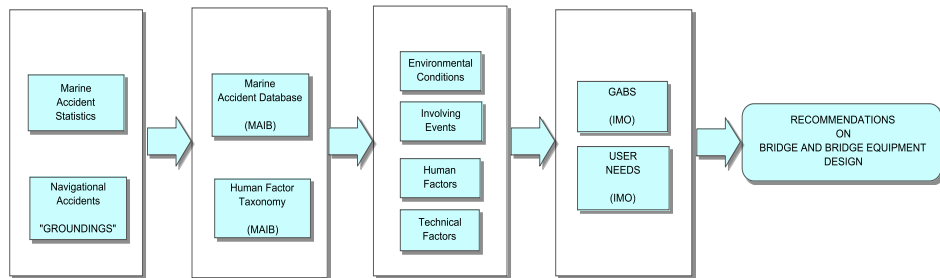 Marine
Accident
Statistics
Navigational
Accidents
"GROUNDINGS"
Marine
Accident Database
(MAIB)
Human Factor
Taxonomy
(MAIB)
Environmental
Conditions
Involving
Events
Human
Factors
Technical
Factors
GABS
(IMO)
USER
NEEDS
(IMO)
RECOMMENDATIONS
ON
BRIDGE AND BRIDGE EQUIPMENT
DESIGN